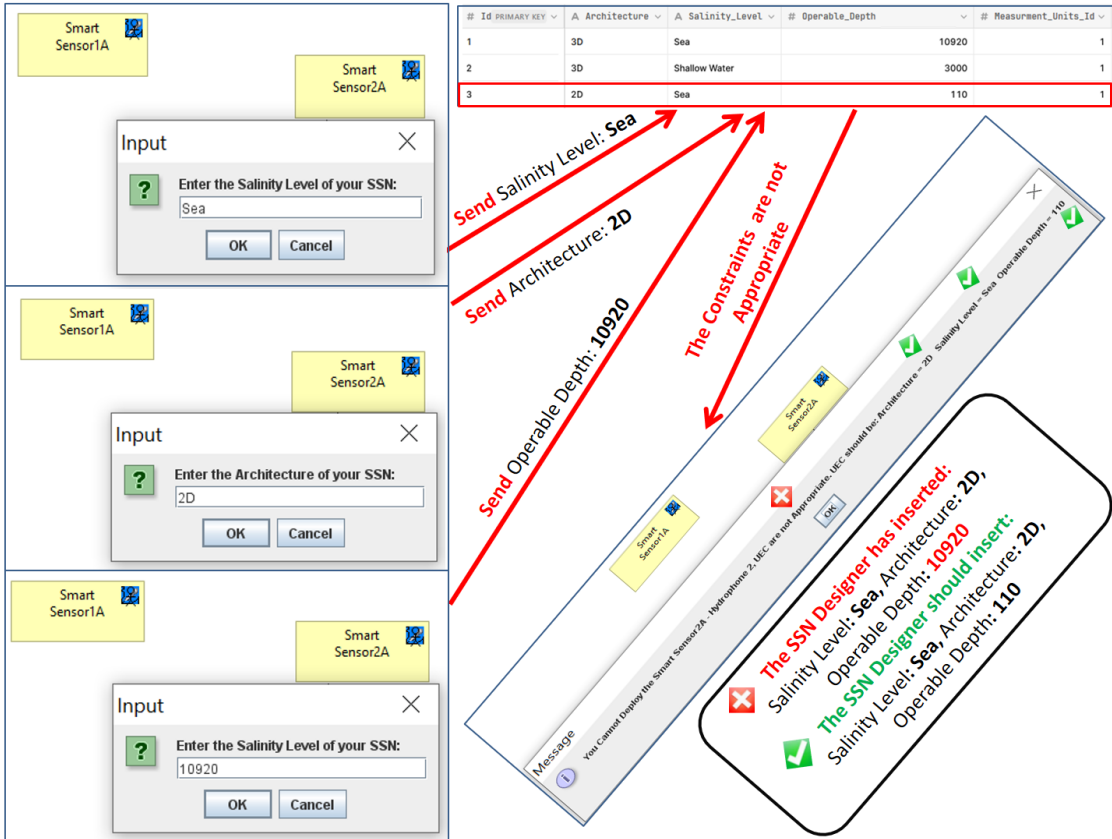 Smart
Sensor1A
Smart
Sensor2A
Input
Enter the Salinity Level of your SSN:
Sea
OK Cancel
Smart
Sensor1A
Smart
Sensor2A
Input
Enter the Architecture of your SSN:
2D
OK Cancel
Smart
Sensor1A
Smart
Sensor2A
Input
Enter the Salinity Level of your SSN:
10920
OK Cancel
# Id PRIMARY KEY A Architecture A Salinity_Level # Operable_Depth # Measurment_Units_Id
1 3D Sea 10920 1
2 3D Shallow Water 3000 1
3 2D Sea 110 1
Send Salinity Level: Sea
Send Architecture: 2D
Send Operable Depth: 10920
The Constraints are not
Appropriate
Smart
Sensor1A
Smart
Sensor2A
Message
You Cannot Deploy the Smart Sensor2A - Hydrophone 2, UEC are not Appropriate. UEC should be: Architecture = 2D Salinity Level = Sea Operable Depth = 110
OK
The SSN Designer has inserted:
Salinity Level: Sea, Architecture: 2D,
Operable Depth: 10920
The SSN Designer should insert:
Salinity Level: Sea, Architecture: 2D,
Operable Depth: 110